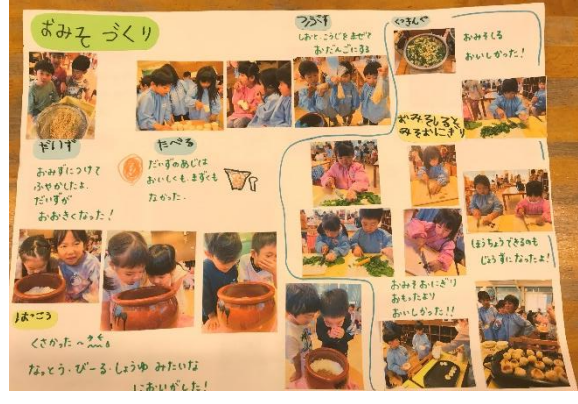 おみそ づくり
だいず
おみずにつけて
ふやかしたよ。
だいずが
おおきくなった！
たべる
だいずのあじは
おいしくも、まずくも
なかった。
つぶす
しおと、こうじをまぜて
おだんごにする
はっこう
くさかった〜
なっとう・びーる・しょうゆ みたいな
においがした！
くっきんぐ
おみそしる
おいしかった！
おみそしると
みそおにぎり
ほうちょうできるのも
じょうずになったよ！
おみそおにぎり
おもったより
おいしかった!!